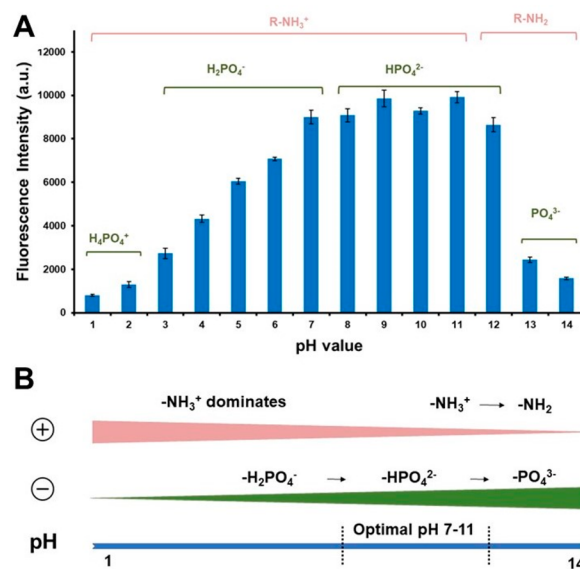 A
R-NH₃⁺
R-NH₂
12000
10000
8000
6000
4000
2000
0
Fluorescence Intensity (a.u.)
H₄PO₄⁺
H₂PO₄⁻
HPO₄²⁻
PO₄³⁻
1 2 3 4 5 6 7 8 9 10 11 12 13 14
pH value
B
-NH₃⁺ dominates -NH₃⁺ → -NH₂
+
-H₂PO₄⁻ → -HPO₄²⁻ → -PO₄³⁻
−
Optimal pH 7-11
pH
1 14